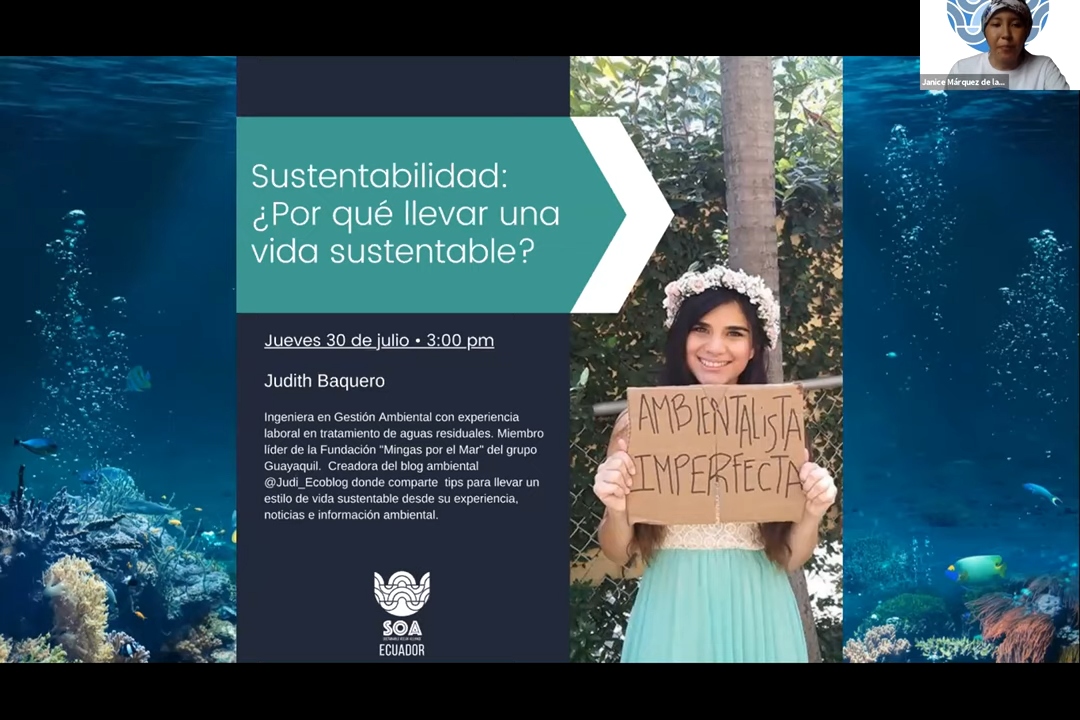 Janice Márquez de la...
Sustentabilidad:
¿Por qué llevar una
vida sustentable?
Jueves 30 de julio • 3:00 pm
Judith Baquero
Ingeniera en Gestión Ambiental con experiencia
laboral en tratamiento de aguas residuales. Miembro
líder de la Fundación "Mingas por el Mar" del grupo
Guayaquil. Creadora del blog ambiental
@Judi_Ecoblog donde comparte tips para llevar un
estilo de vida sustentable desde su experiencia,
noticias e información ambiental.
AMBIENTALISTA
IMPERFECTA
SOA
SUSTAINABLE OCEAN ALLIANCE
ECUADOR